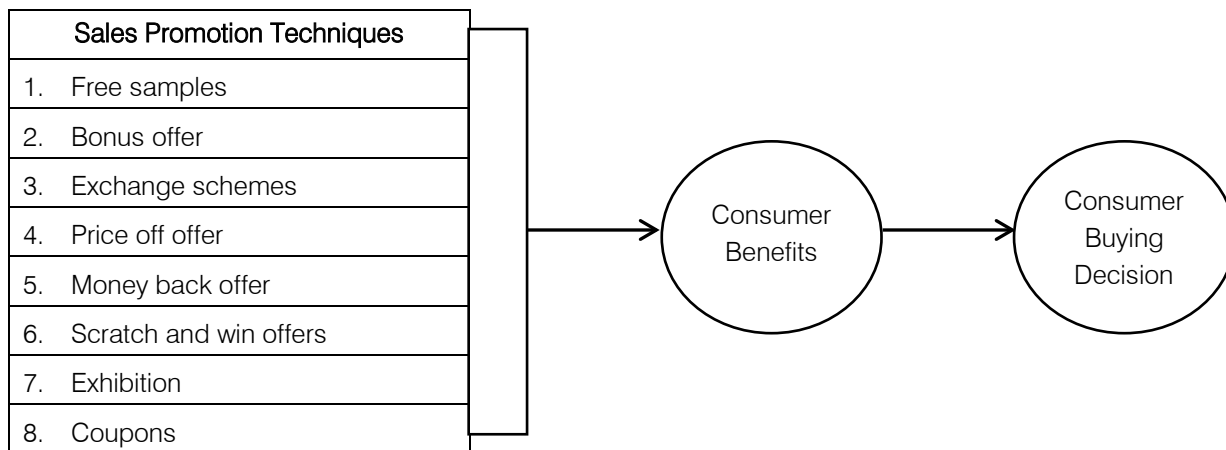 Sales Promotion Techniques
1. Free samples
2. Bonus offer
3. Exchange schemes
4. Price off offer
5. Money back offer
6. Scratch and win offers
7. Exhibition
8. Coupons
Consumer
Benefits
Consumer
Buying
Decision